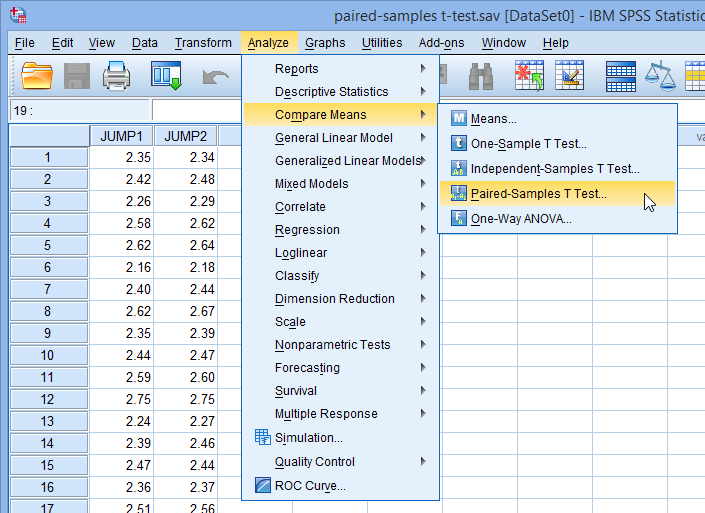 paired-samples t-test.sav [DataSet0] - IBM SPSS Statistic
File Edit View Data Transform Analyze Graphs Utilities Add-ons Window Help
19 :
JUMP1 JUMP2
1 2.35 2.34
2 2.42 2.48
3 2.26 2.29
4 2.58 2.62
5 2.62 2.64
6 2.16 2.18
7 2.40 2.44
8 2.62 2.67
9 2.35 2.39
10 2.44 2.47
11 2.59 2.60
12 2.75 2.75
13 2.24 2.27
14 2.39 2.46
15 2.47 2.44
16 2.36 2.37
17 2.51 2.56
Reports
Descriptive Statistics
Compare Means
General Linear Model
Generalized Linear Models
Mixed Models
Correlate
Regression
Loglinear
Classify
Dimension Reduction
Scale
Nonparametric Tests
Forecasting
Survival
Multiple Response
Simulation...
Quality Control
ROC Curve...
M Means...
t One-Sample T Test...
Independent-Samples T Test...
Paired-Samples T Test...
One-Way ANOVA...
va